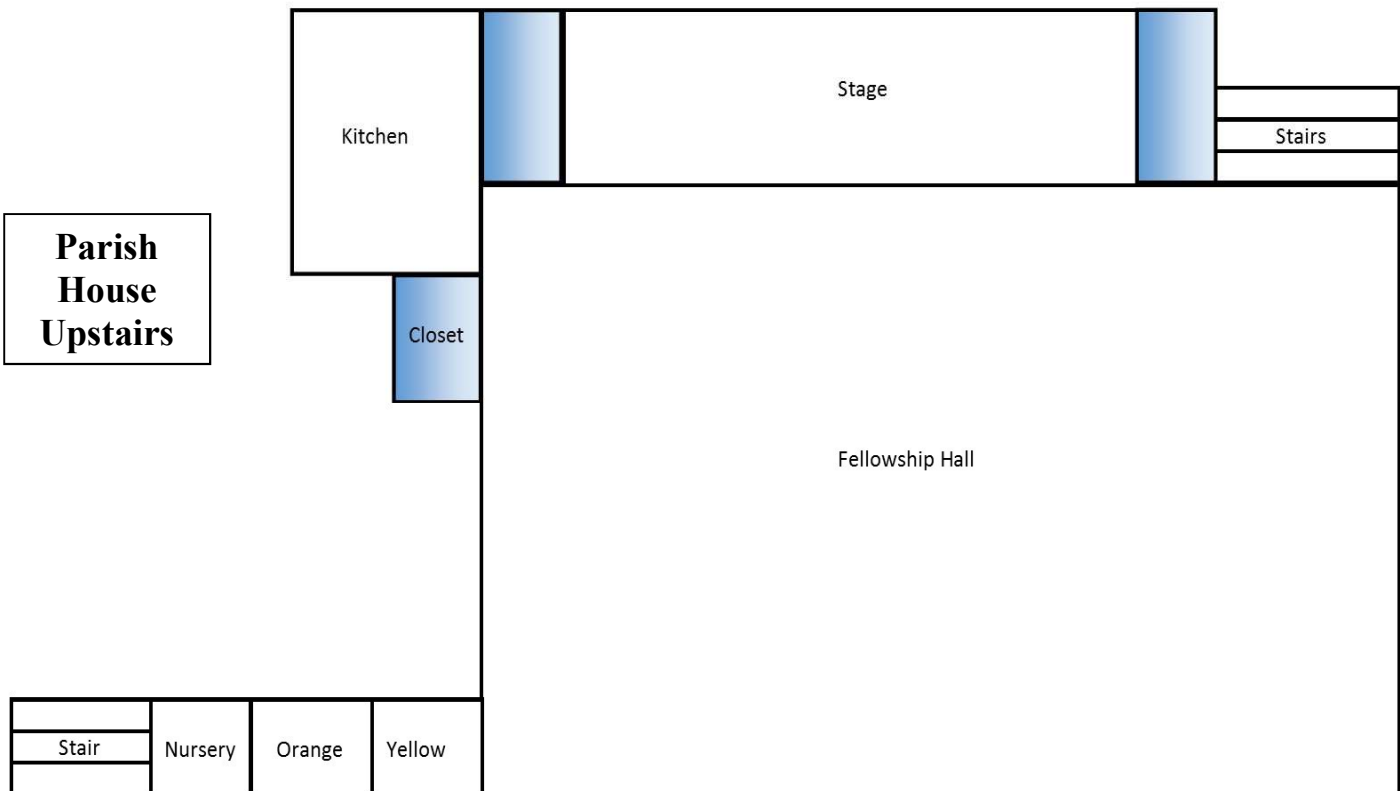 Stage
Kitchen
Stairs
Parish
House
Upstairs
Closet
Fellowship Hall
Stair
Nursery
Orange
Yellow